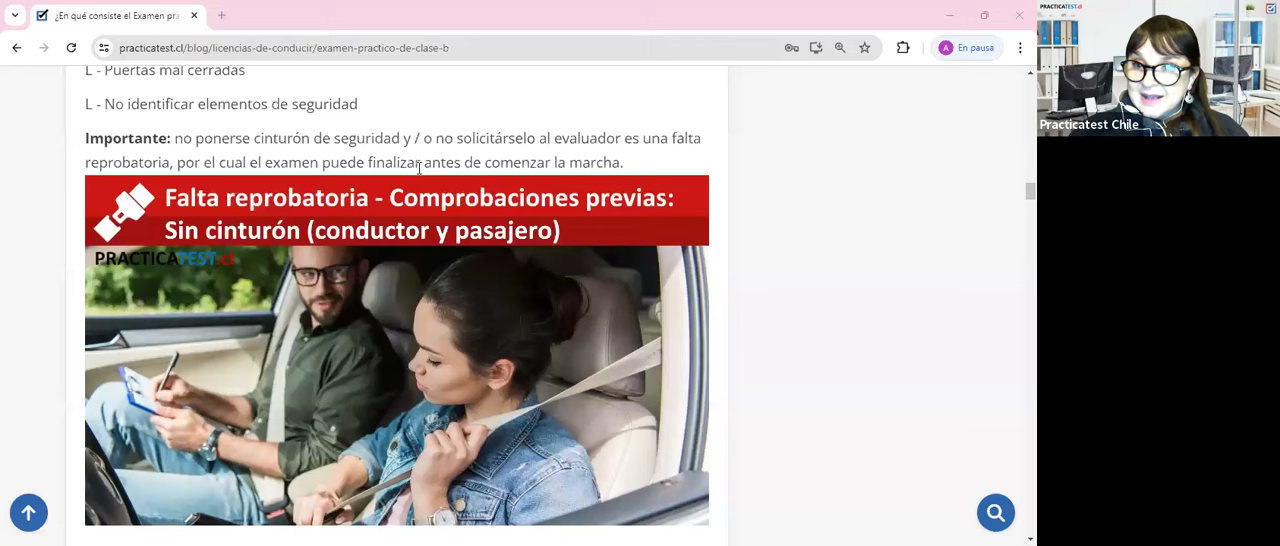 ¿En qué consiste el Examen pra
practicatest.cl/blog/licencias-de-conducir/examen-practico-de-clase-b
A En pausa
PRACTICATEST.CL
Practicatest Chile
L - Puertas mal cerradas
L - No identificar elementos de seguridad
Importante: no ponerse cinturón de seguridad y / o no solicitárselo al evaluador es una falta
reprobatoria, por el cual el examen puede finalizar antes de comenzar la marcha.
Falta reprobatoria - Comprobaciones previas:
Sin cinturón (conductor y pasajero)
PRACTICATEST.cl